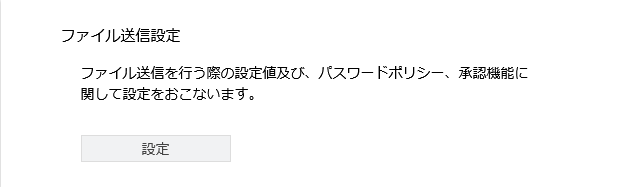 ファイル送信設定
ファイル送信を行う際の設定値及び、パスワードポリシー、承認機能に
関して設定をおこないます。
設定